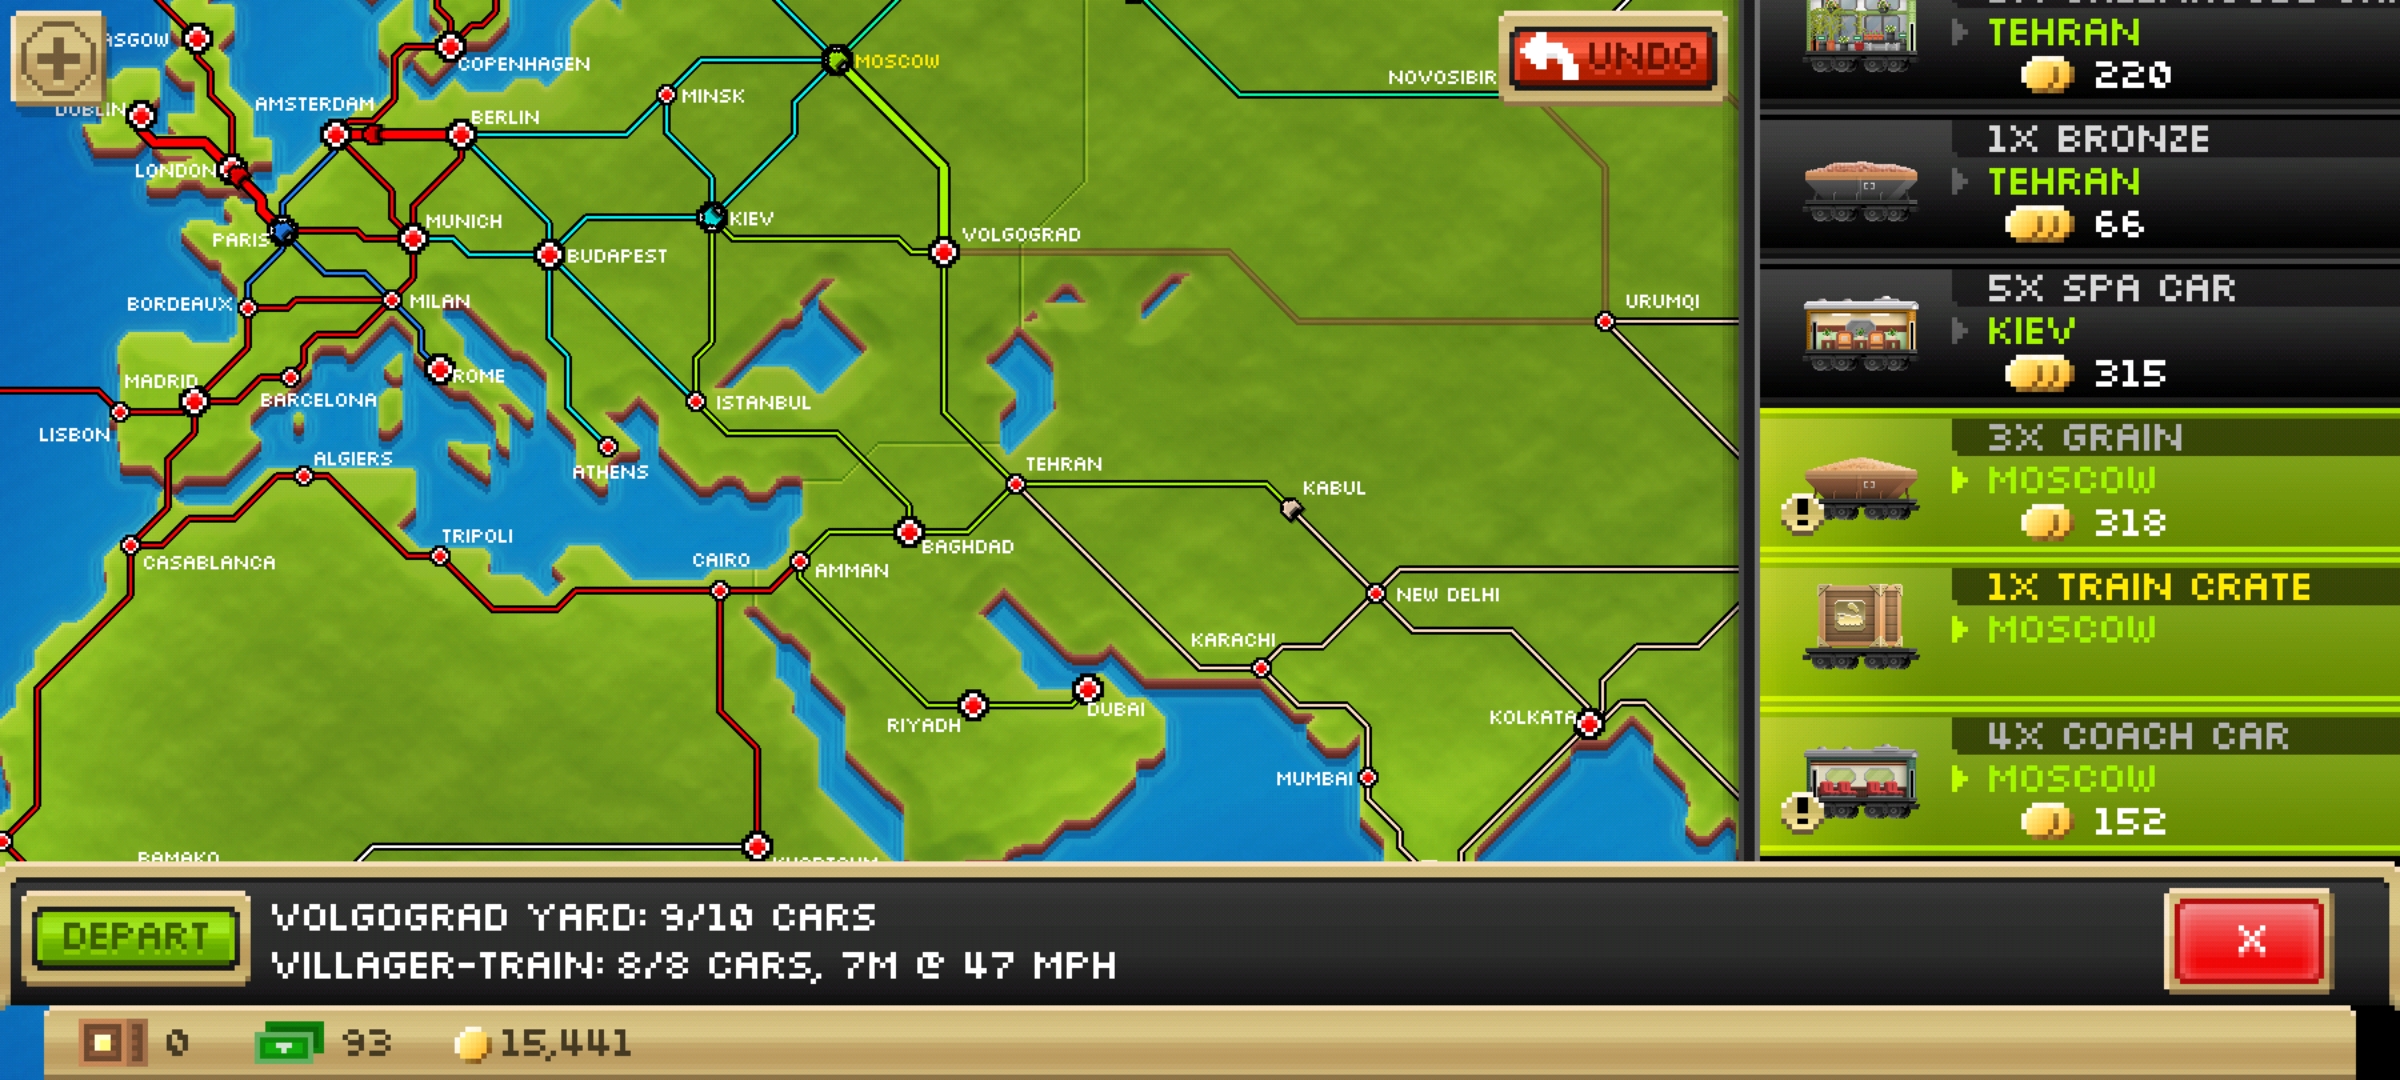 COPENHAGEN
MOSCOW
UNDO
NOVOSIBIR
MINSK
AMSTERDAM
BERLIN
DUBLIN
LONDON
PARIS
MUNICH
KIEV
VOLGOGRAD
BUDAPEST
BORDEAUX
MILAN
URUMQI
MADRID
BARCELONA
ROME
ISTANBUL
LISBON
ALGIERS
ATHENS
TEHRAN
KABUL
CASABLANCA
TRIPOLI
CAIRO
AMMAN
BAGHDAD
NEW DELHI
KARACHI
RIYADH
DUBAI
KOLKATA
MUMBAI
BAMAKO
TEHRAN
220
1X BRONZE
TEHRAN
66
5X SPA CAR
KIEV
315
3X GRAIN
MOSCOW
318
1X TRAIN CRATE
MOSCOW
4X COACH CAR
MOSCOW
152
DEPART
VOLGOGRAD YARD: 9/10 CARS
VILLAGER-TRAIN: 8/8 CARS, 7M @ 47 MPH
X
0
93
15,441